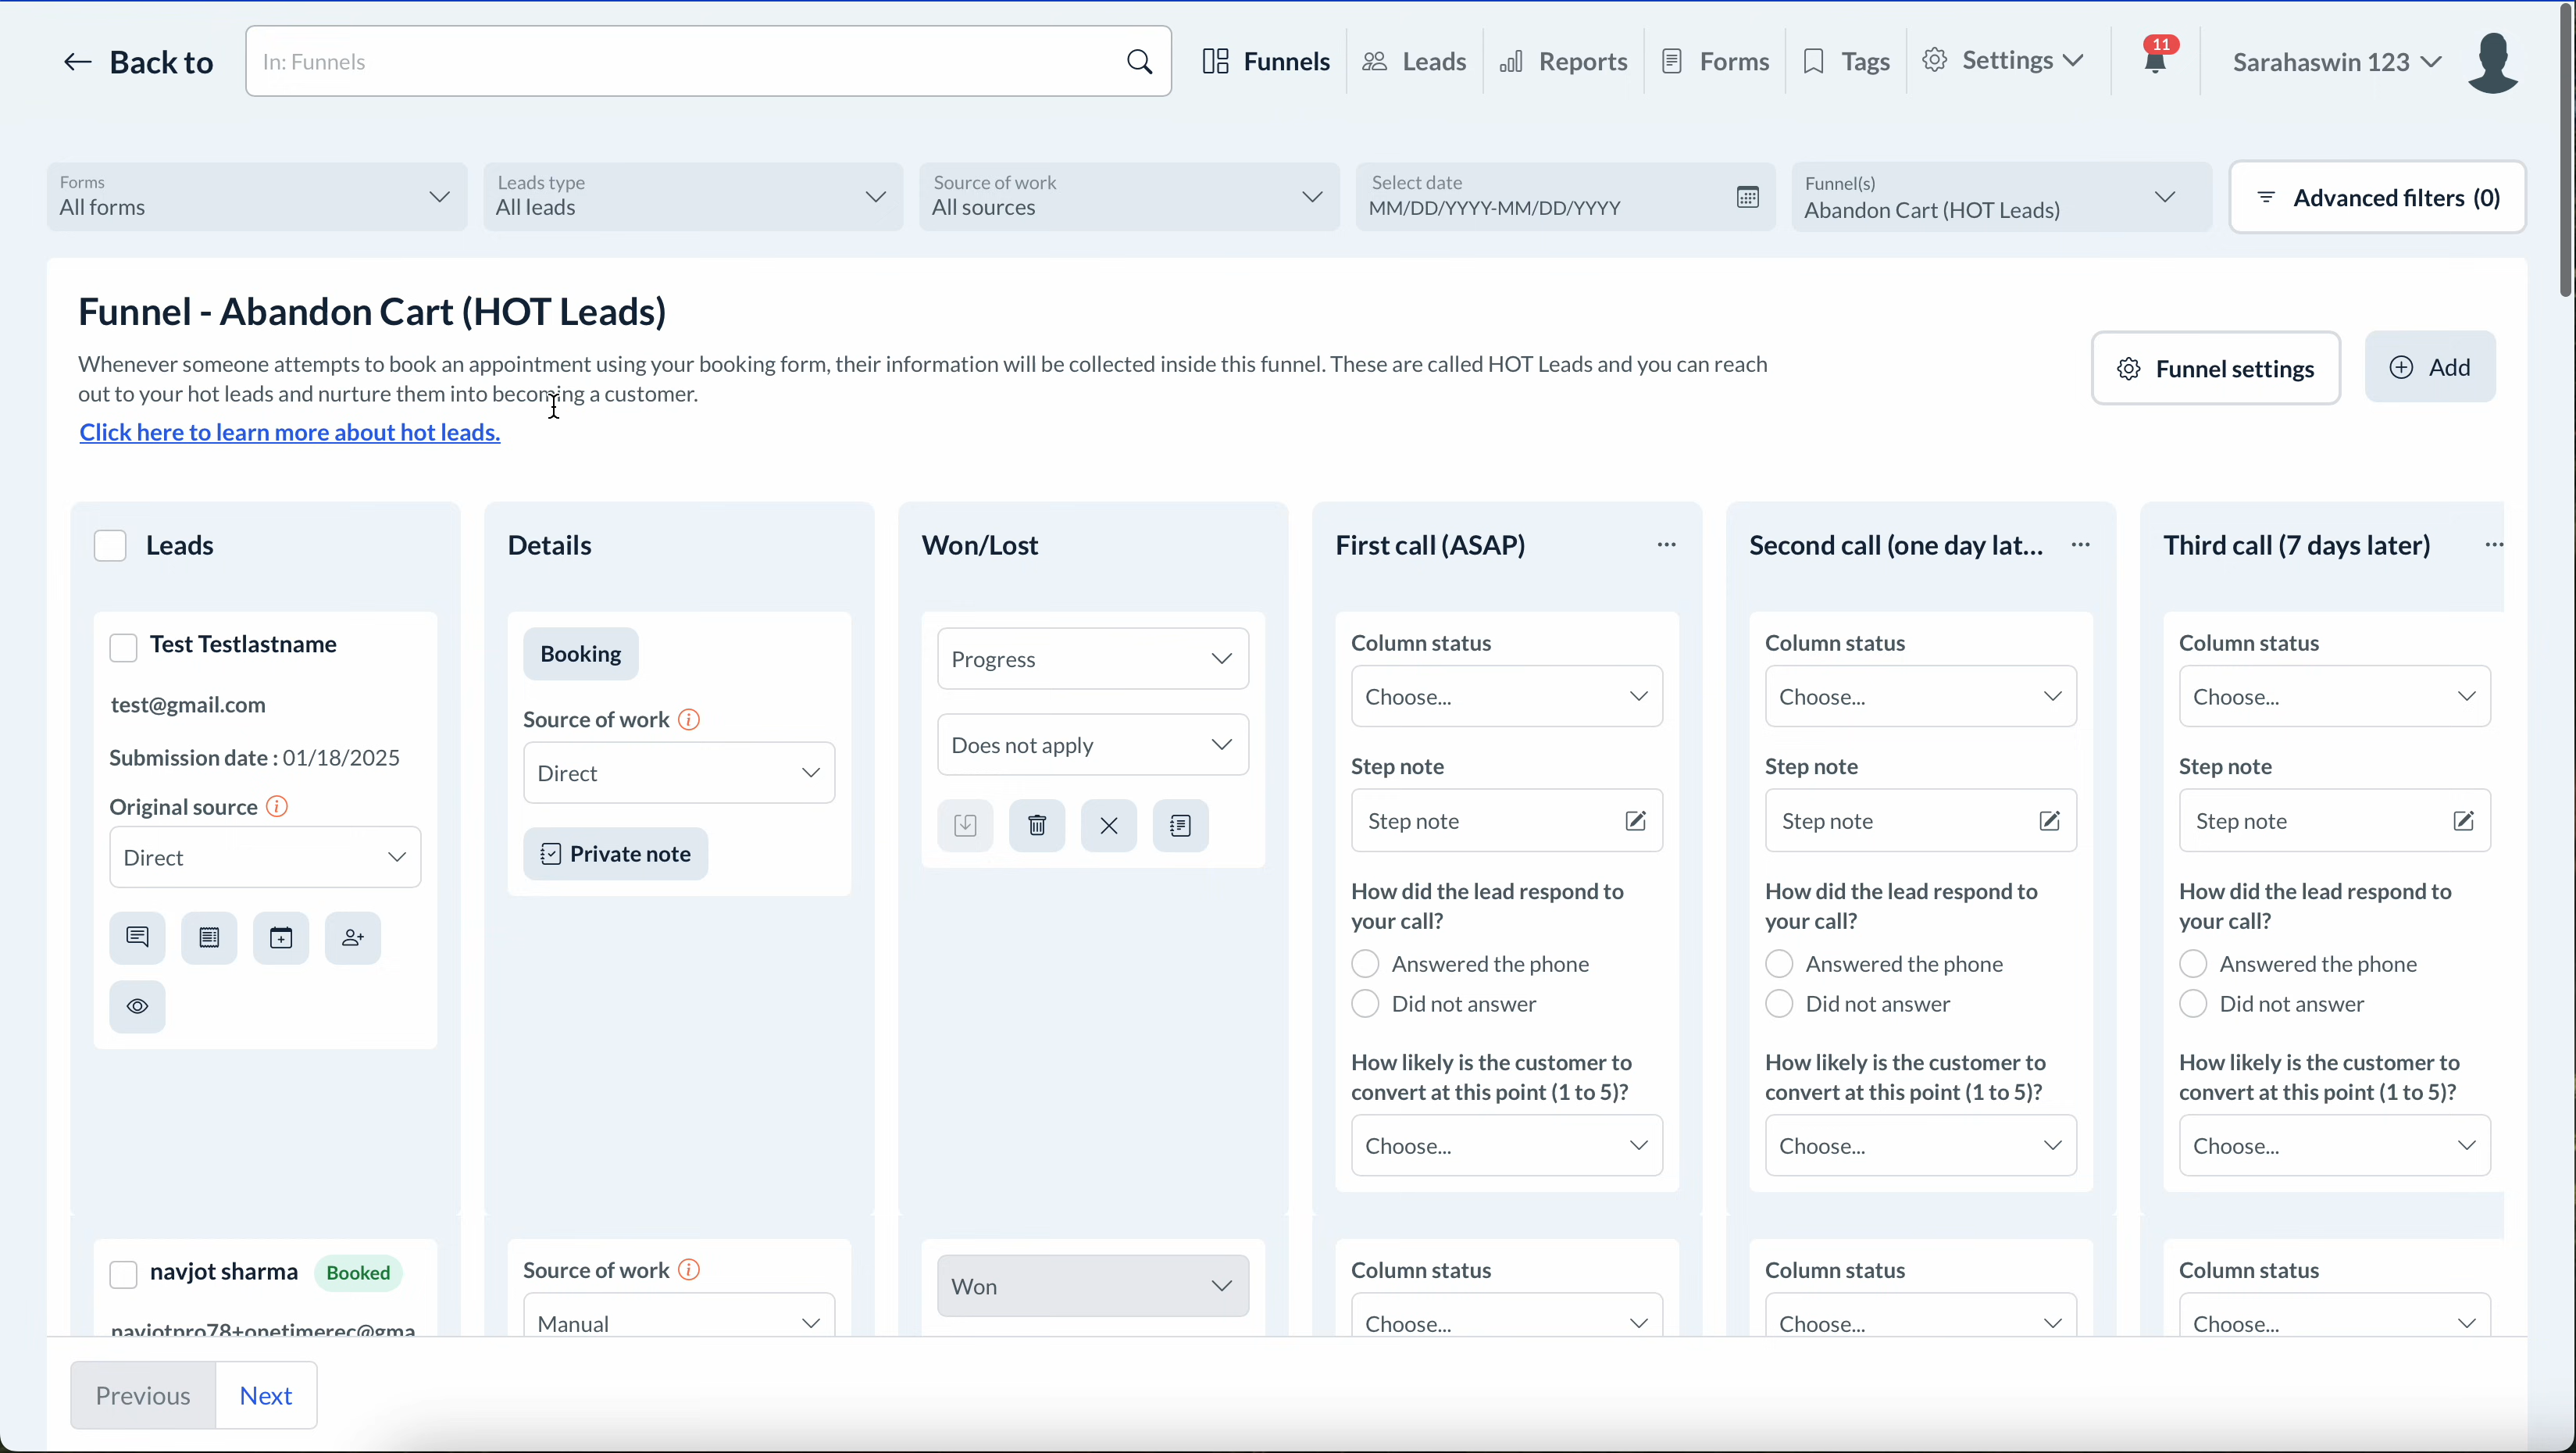 Back to
In: Funnels
Funnels
Leads
Reports
Forms
Tags
Settings
11
Sarahaswin 123
Forms
All forms
Leads type
All leads
Source of work
All sources
Select date
MM/DD/YYYY-MM/DD/YYYY
Funnel(s)
Abandon Cart (HOT Leads)
Advanced filters (0)
Funnel - Abandon Cart (HOT Leads)
Whenever someone attempts to book an appointment using your booking form, their information will be collected inside this funnel. These are called HOT Leads and you can reach
out to your hot leads and nurture them into becoming a customer.
Click here to learn more about hot leads.
Funnel settings
Add
Leads
Details
Won/Lost
First call (ASAP)
Second call (one day lat...
Third call (7 days later)
Test Testlastname
test@gmail.com
Submission date : 01/18/2025
Original source
Direct
Booking
Source of work
Direct
Private note
Progress
Does not apply
Column status
Choose...
Step note
Step note
How did the lead respond to
your call?
Answered the phone
Did not answer
How likely is the customer to
convert at this point (1 to 5)?
Choose...
Column status
Choose...
Step note
Step note
How did the lead respond to
your call?
Answered the phone
Did not answer
How likely is the customer to
convert at this point (1 to 5)?
Choose...
Column status
Choose...
Step note
Step note
How did the lead respond to
your call?
Answered the phone
Did not answer
How likely is the customer to
convert at this point (1 to 5)?
Choose...
navjot sharma
Booked
navjotpro78+onetimerec@gma
Source of work
Manual
Won
Column status
Choose...
Column status
Choose...
Column status
Choose...
Previous
Next